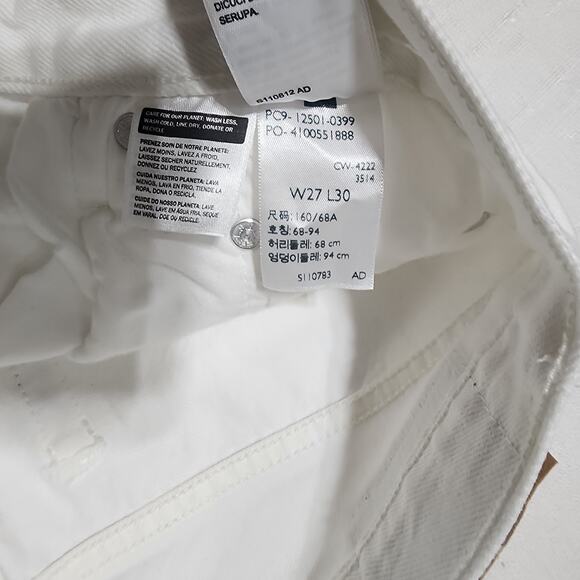 SERUPA.
S110812 AD
CARE FOR OUR PLANET: WASH LESS,
WASH COLD, LINE DRY, DONATE OR
RECYCLE
PRENEZ SOIN DE NOTRE PLANÈTE:
LAVEZ MOINS, LAVEZ A FROID,
LAISSEZ SECHER NATURELLEMENT,
DONNEZ OU RECYCLEZ
CUIDA NUESTRO PLANETA: LAVA
MENOS, LAVA EN FRIO, TIENDE LA
ROPA, DONA O RECICLA.
CUIDE DO NOSSO PLANETA: LAVE
MENOS, LAVE EM ÁGUA FRIA, SEQUE
EM VARAL, DOE OU RECICLE.
PC9- 12501-0399
PO- 4100551888
CW-4222
3514
W27 L30
尺码: 160/68A
호칭: 68-94
허리둘레: 68 cm
엉덩이둘레: 94 cm
S110783 AD